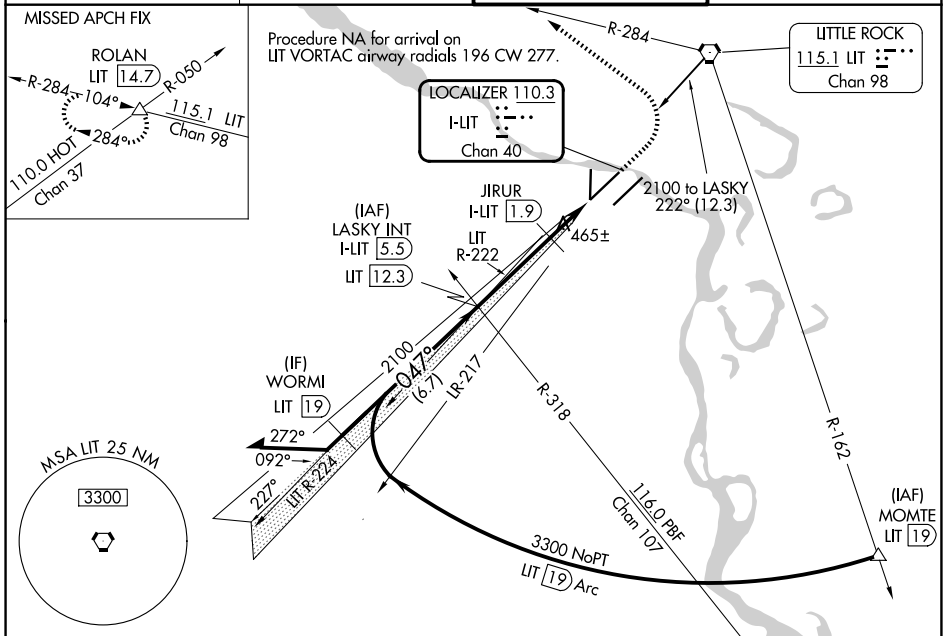 MISSED APCH FIX
ROLAN
LIT 14.7
R-050
R-284
104°
284°
115.1 LIT
Chan 98
110.0 HOT
Chan 37
Procedure NA for arrival on
LIT VORTAC airway radials 196 CW 277.
R-284
LITTLE ROCK
115.1 LIT
Chan 98
LOCALIZER 110.3
I-LIT
Chan 40
2100 to LASKY
222° (12.3)
JIRUR
I-LIT 1.9
465±
(IAF)
LASKY INT
I-LIT 5.5
LIT 12.3
LIT
R-222
2100
047°
(6.7)
LR-217
R-318
R-162
(IF)
WORMI
LIT 19
272°
092°
227°
LIT R-224
116.0 PBF
Chan 107
(IAF)
MOMTE
LIT 19
3300 NoPT
LIT 19 Arc
MSA LIT 25 NM
3300